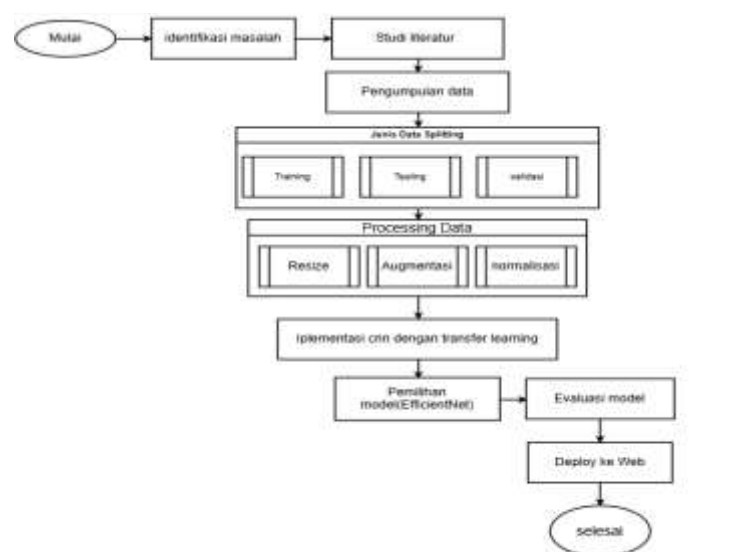 Mulai
identifikasi masalah
Studi literatur
Pengumpulan data
Jenis Data Splitting
Training
Testing
validasi
Processing Data
Resize
Augmentasi
normalisasi
Iplementasi cnn dengan transfer learning
Pemilihan
model(EfficientNet)
Evaluasi model
Deploy ke Web
selesai